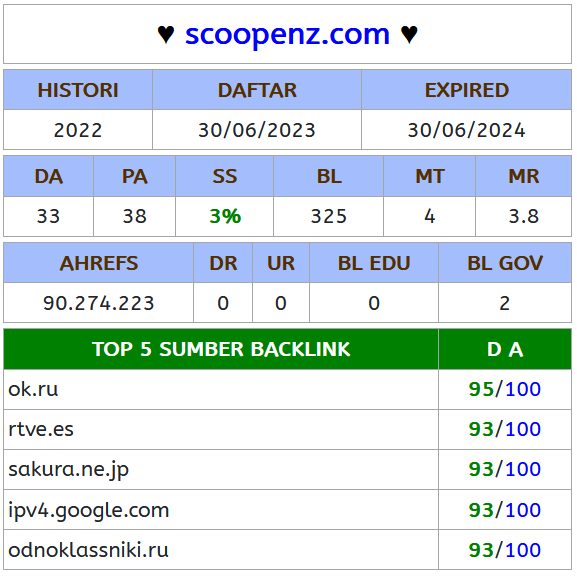 ♥ scoopenz.com ♥
HISTORI DAFTAR EXPIRED
2022 30/06/2023 30/06/2024
DA PA SS BL MT MR
33 38 3% 325 4 3.8
AHREFS DR UR BL EDU BL GOV
90.274.223 0 0 0 2
TOP 5 SUMBER BACKLINK D A
ok.ru 95/100
rtve.es 93/100
sakura.ne.jp 93/100
ipv4.google.com 93/100
odnoklassniki.ru 93/100